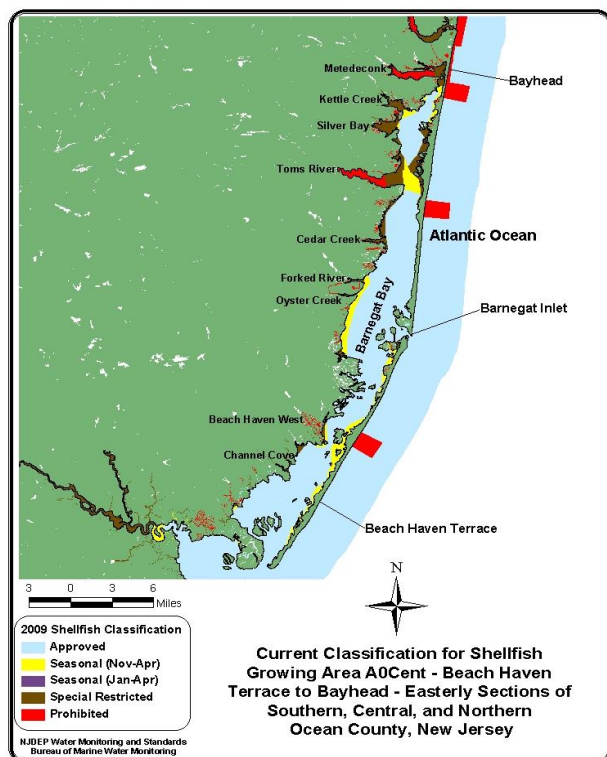 Metedeconk
Bayhead
Kettle Creek
Silver Bay
Toms River
Atlantic Ocean
Cedar Creek
Forked River
Oyster Creek
Barnegat Bay
Barnegat Inlet
Beach Haven West
Channel Cove
Beach Haven Terrace
N
3 0 3 6
Miles
2009 Shellfish Classification
Approved
Seasonal (Nov-Apr)
Seasonal (Jan-Apr)
Special Restricted
Prohibited
NJDEP Water Monitoring and Standards
Bureau of Marine Water Monitoring
Current Classification for Shellfish
Growing Area A0Cent - Beach Haven
Terrace to Bayhead - Easterly Sections of
Southern, Central, and Northern
Ocean County, New Jersey